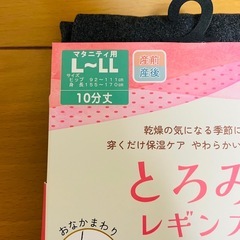 マタニティ用
L~LL
サイズ
ヒップ 92~111cm
身長 155~170cm
10分丈
産前
産後
乾燥の気になる季節に
穿くだけ保湿ケア やわらかい
とろみ
レギンス
おなかまわり